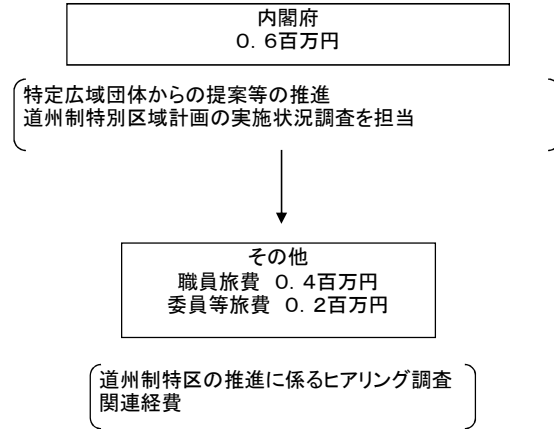 内閣府
０．６百万円
特定広域団体からの提案等の推進
道州制特別区域計画の実施状況調査を担当
その他
職員旅費　０．４百万円
委員等旅費　０．２百万円
道州制特区の推進に係るヒアリング調査
関連経費